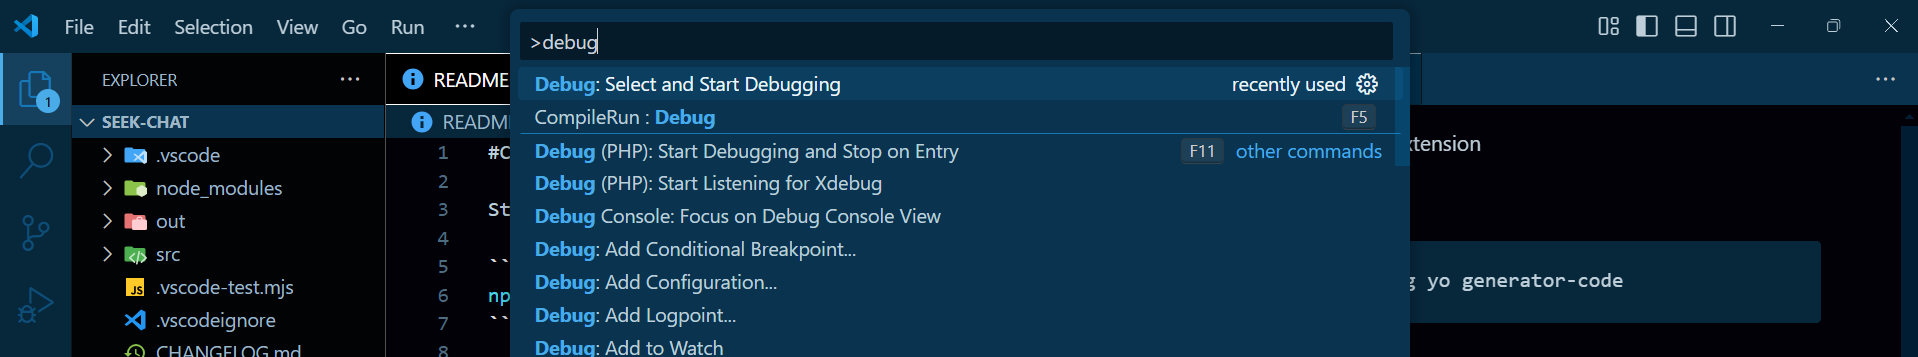 File Edit Selection View Go Run ···
>debug
EXPLORER ···
README
Debug: Select and Start Debugging recently used
CompileRun : Debug F5
Debug (PHP): Start Debugging and Stop on Entry F11 other commands
Debug (PHP): Start Listening for Xdebug
Debug Console: Focus on Debug Console View
Debug: Add Conditional Breakpoint...
Debug: Add Configuration...
Debug: Add Logpoint...
Debug: Add to Watch
···
1
SEEK-CHAT
.vscode
node_modules
out
src
.vscode-test.mjs
.vscodeignore
CHANGELOG.md
READM
1 #C
2
3 St
4
5 ``
6 np
7 ``
8
tension
g yo generator-code